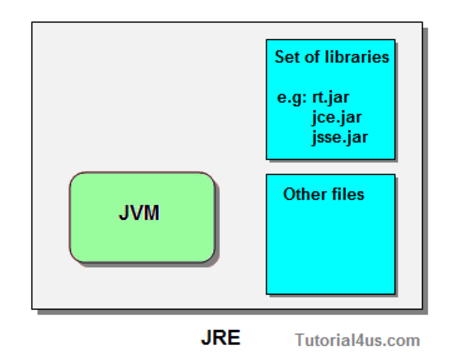 Set of libraries
e.g: rt.jar
jce.jar
jsse.jar
JVM
Other files
JRE
Tutorial4us.com